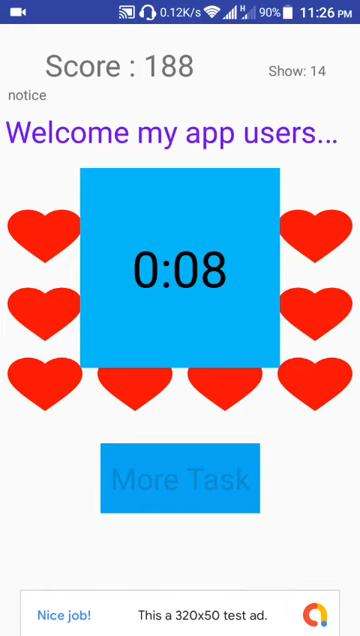 0.12K/s H 90% 11:26 PM
Score : 188
Show: 14
notice
Welcome my app users...
0:08
More Task
Nice job! This a 320x50 test ad.